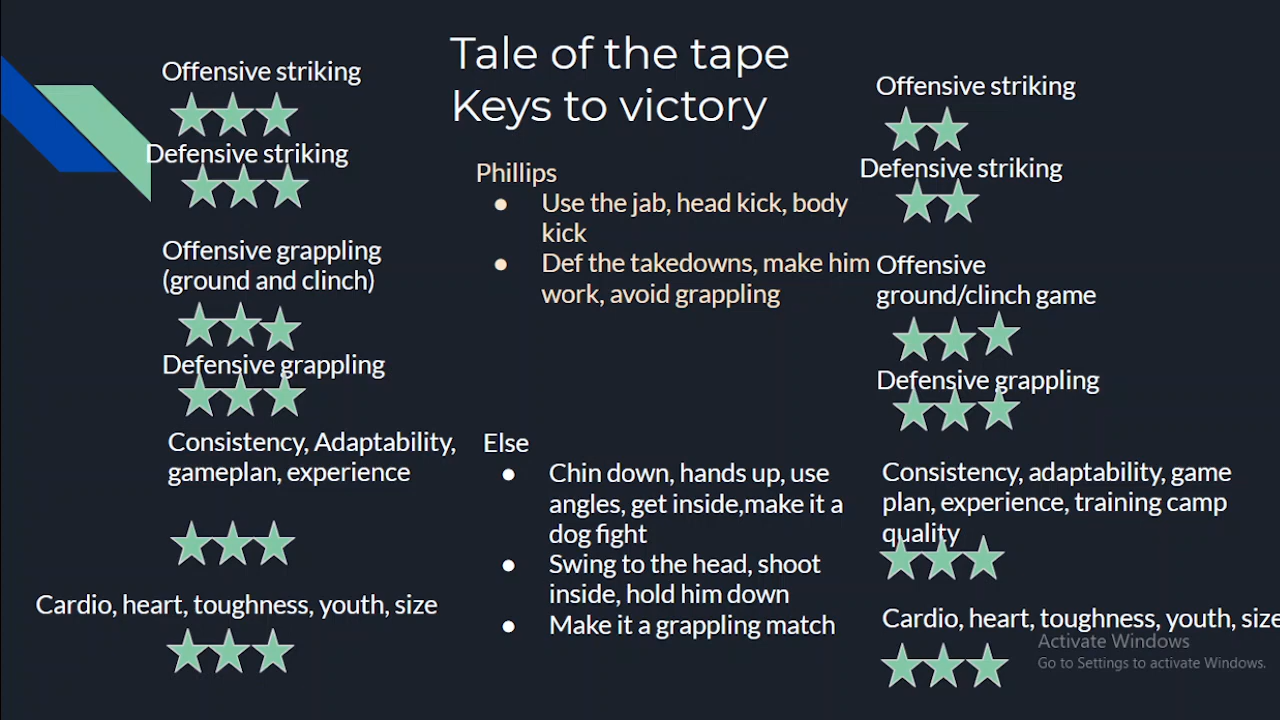 Tale of the tape
Keys to victory
Offensive striking
Defensive striking
Offensive grappling
(ground and clinch)
Defensive grappling
Consistency, Adaptability,
gameplan, experience
Cardio, heart, toughness, youth, size
Phillips
● Use the jab, head kick, body
kick
● Def the takedowns, make him
work, avoid grappling
Else
● Chin down, hands up, use
angles, get inside,make it a
dog fight
● Swing to the head, shoot
inside, hold him down
● Make it a grappling match
Offensive striking
Defensive striking
Offensive
ground/clinch game
Defensive grappling
Consistency, adaptability, game
plan, experience, training camp
quality
Cardio, heart, toughness, youth, size
Activate Windows
Go to Settings to activate Windows.